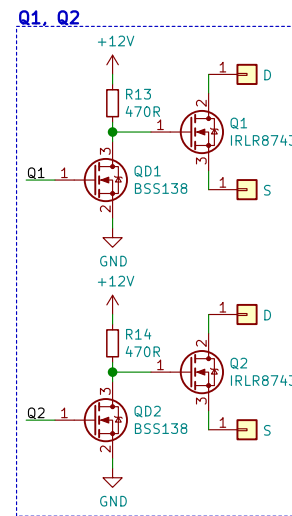 Q1, Q2
+12V
1 D
R13
470R
2
1 Q1
IRLR8743
3
3
Q1 1 QD1
BSS138
1 S
2
GND
+12V
1 D
R14
470R
2
1 Q2
IRLR8743
3
3
Q2 1 QD2
BSS138
1 S
2
GND